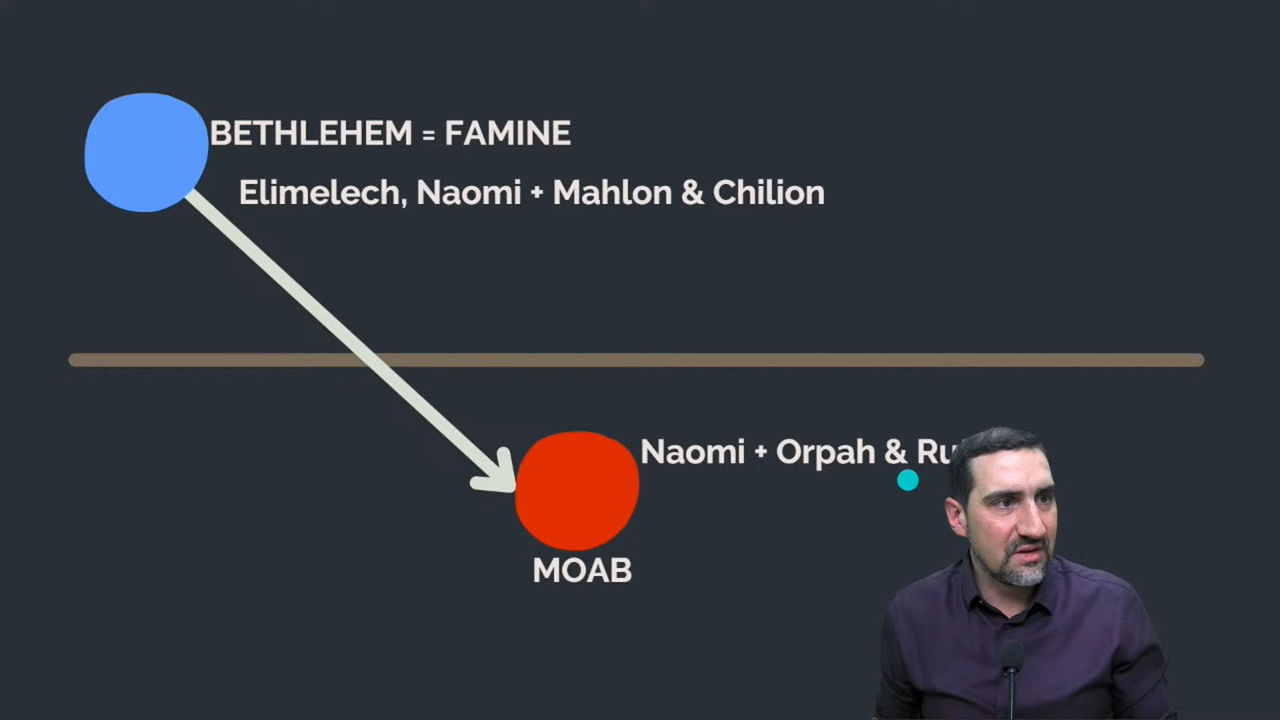 BETHLEHEM = FAMINE
Elimelech, Naomi + Mahlon & Chilion
Naomi + Orpah &
MOAB